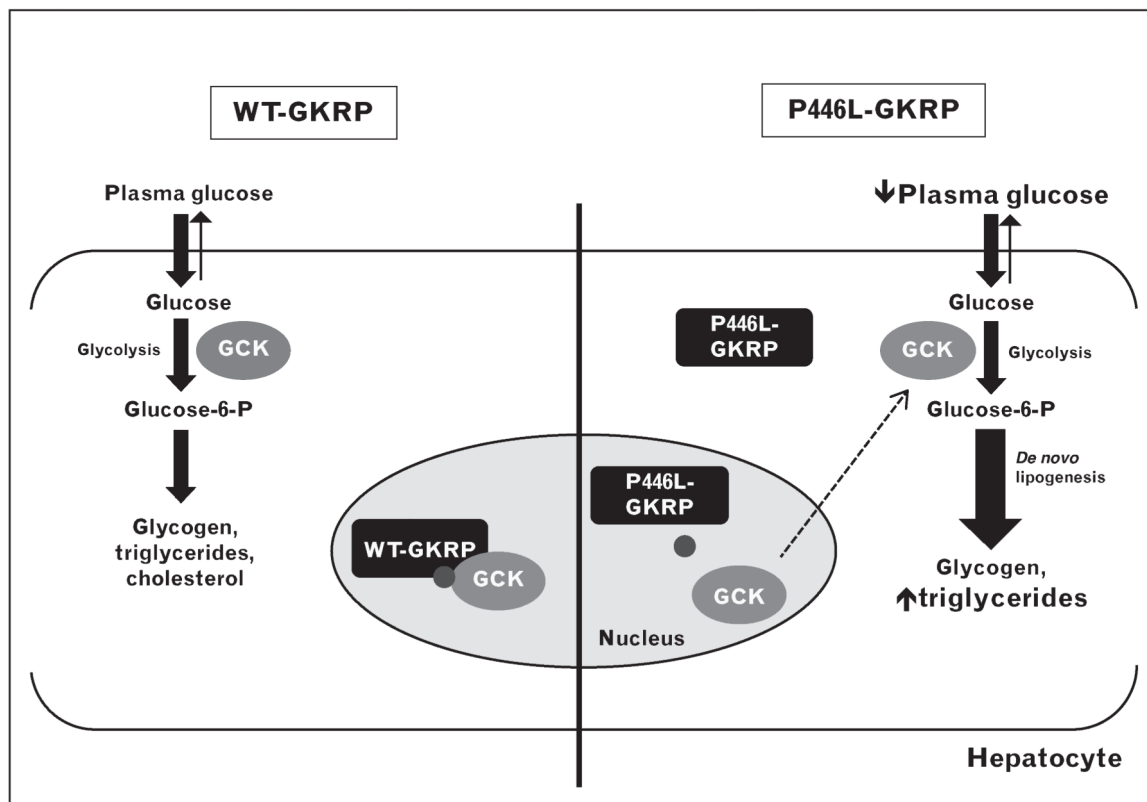 WT-GKRP
P446L-GKRP
Plasma glucose
Glucose
Glycolysis
GCK
Glucose-6-P
Glycogen,
triglycerides,
cholesterol
WT-GKRP
GCK
↓Plasma glucose
Glucose
P446L-
GKRP
GCK
Glycolysis
Glucose-6-P
De novo
lipogenesis
P446L-
GKRP
GCK
Nucleus
Glycogen,
↑triglycerides
Hepatocyte